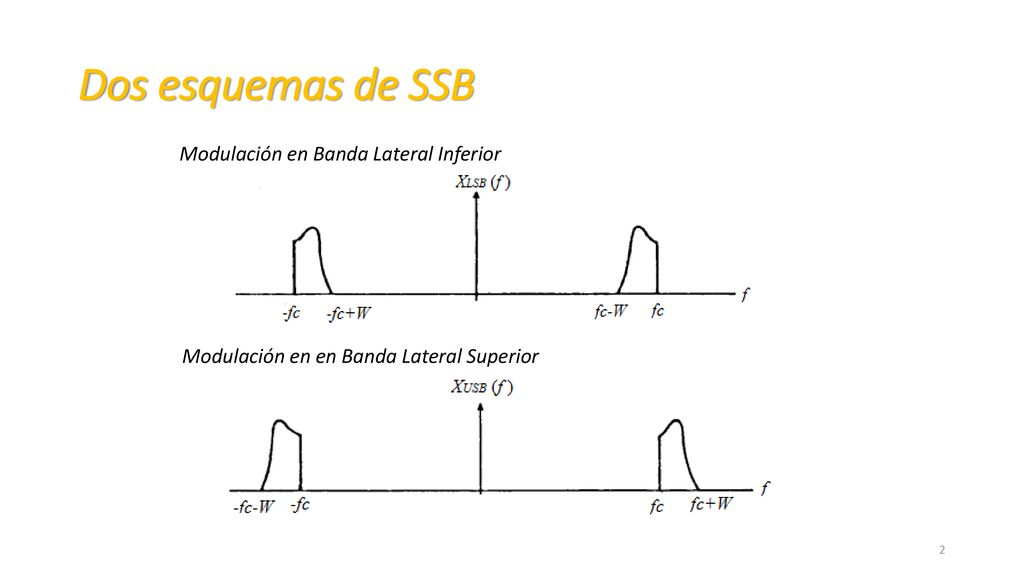 Dos esquemas de SSB
Modulación en Banda Lateral Inferior
XLSB (f)
f
-fc -fc+W fc-W fc
Modulación en en Banda Lateral Superior
XUSB (f)
f
-fc-W -fc fc fc+W
2